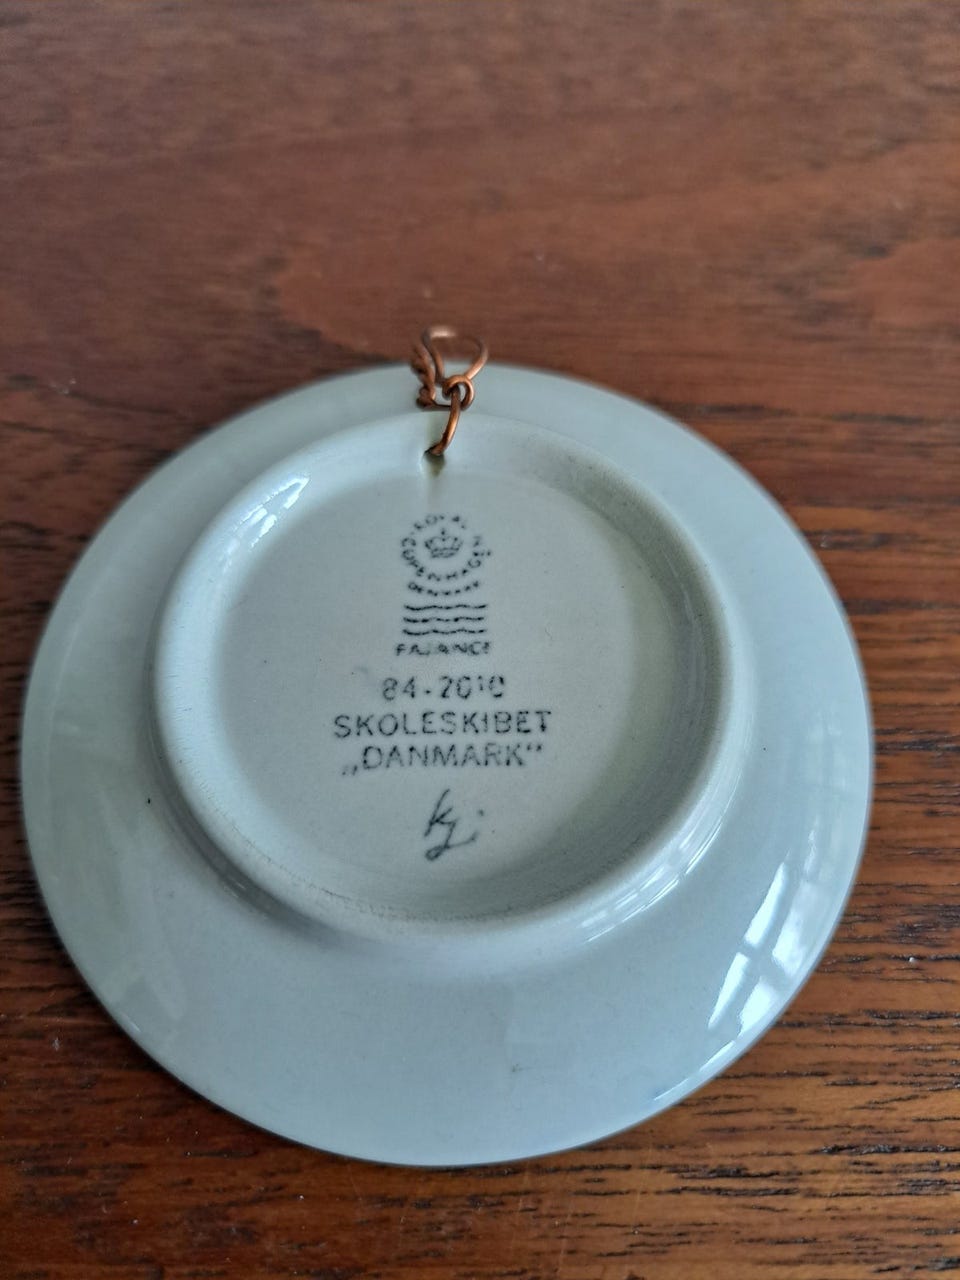 ROYAL
COPENHAGEN
DENMARK
FAJANCE
84-2010
SKOLESKIBET
„DANMARK“